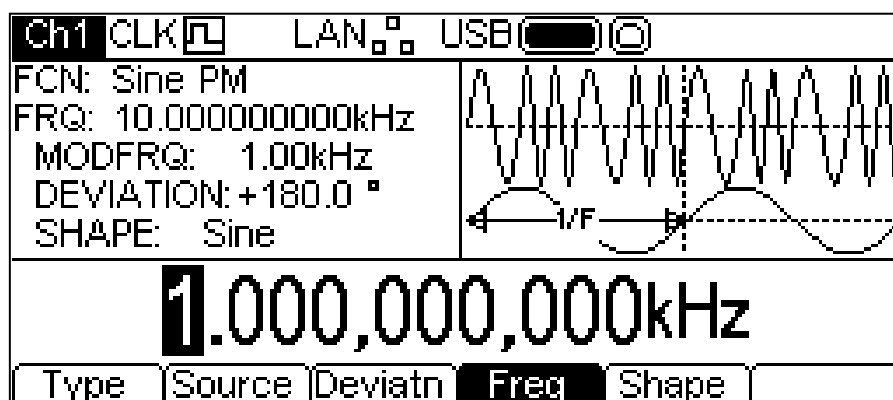 Ch1 CLK LAN USB
FCN: Sine PM
FRQ: 10.000000000kHz
MODFRQ: 1.00kHz
DEVIATION: +180.0 °
SHAPE: Sine
1/F
1.000,000,000kHz
Type Source Deviatn Freq Shape